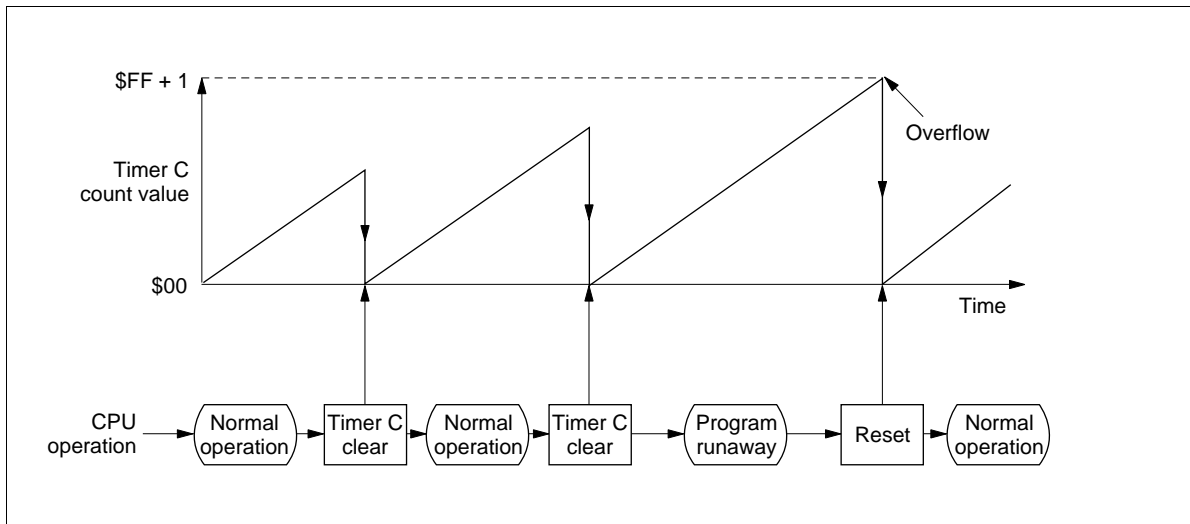 $FF + 1
Overflow
Timer C
count value
$00
Time
CPU
operation
Normal
operation
Timer C
clear
Normal
operation
Timer C
clear
Program
runaway
Reset
Normal
operation